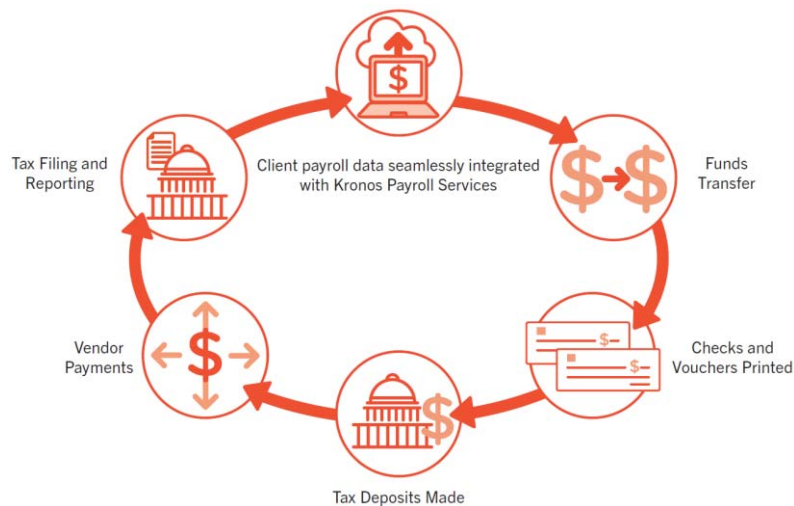 Client payroll data seamlessly integrated
with Kronos Payroll Services
$
Funds
Transfer
$ $
Checks and
Vouchers Printed
$
$
Tax Deposits Made
$
Vendor
Payments
$
Tax Filing and
Reporting